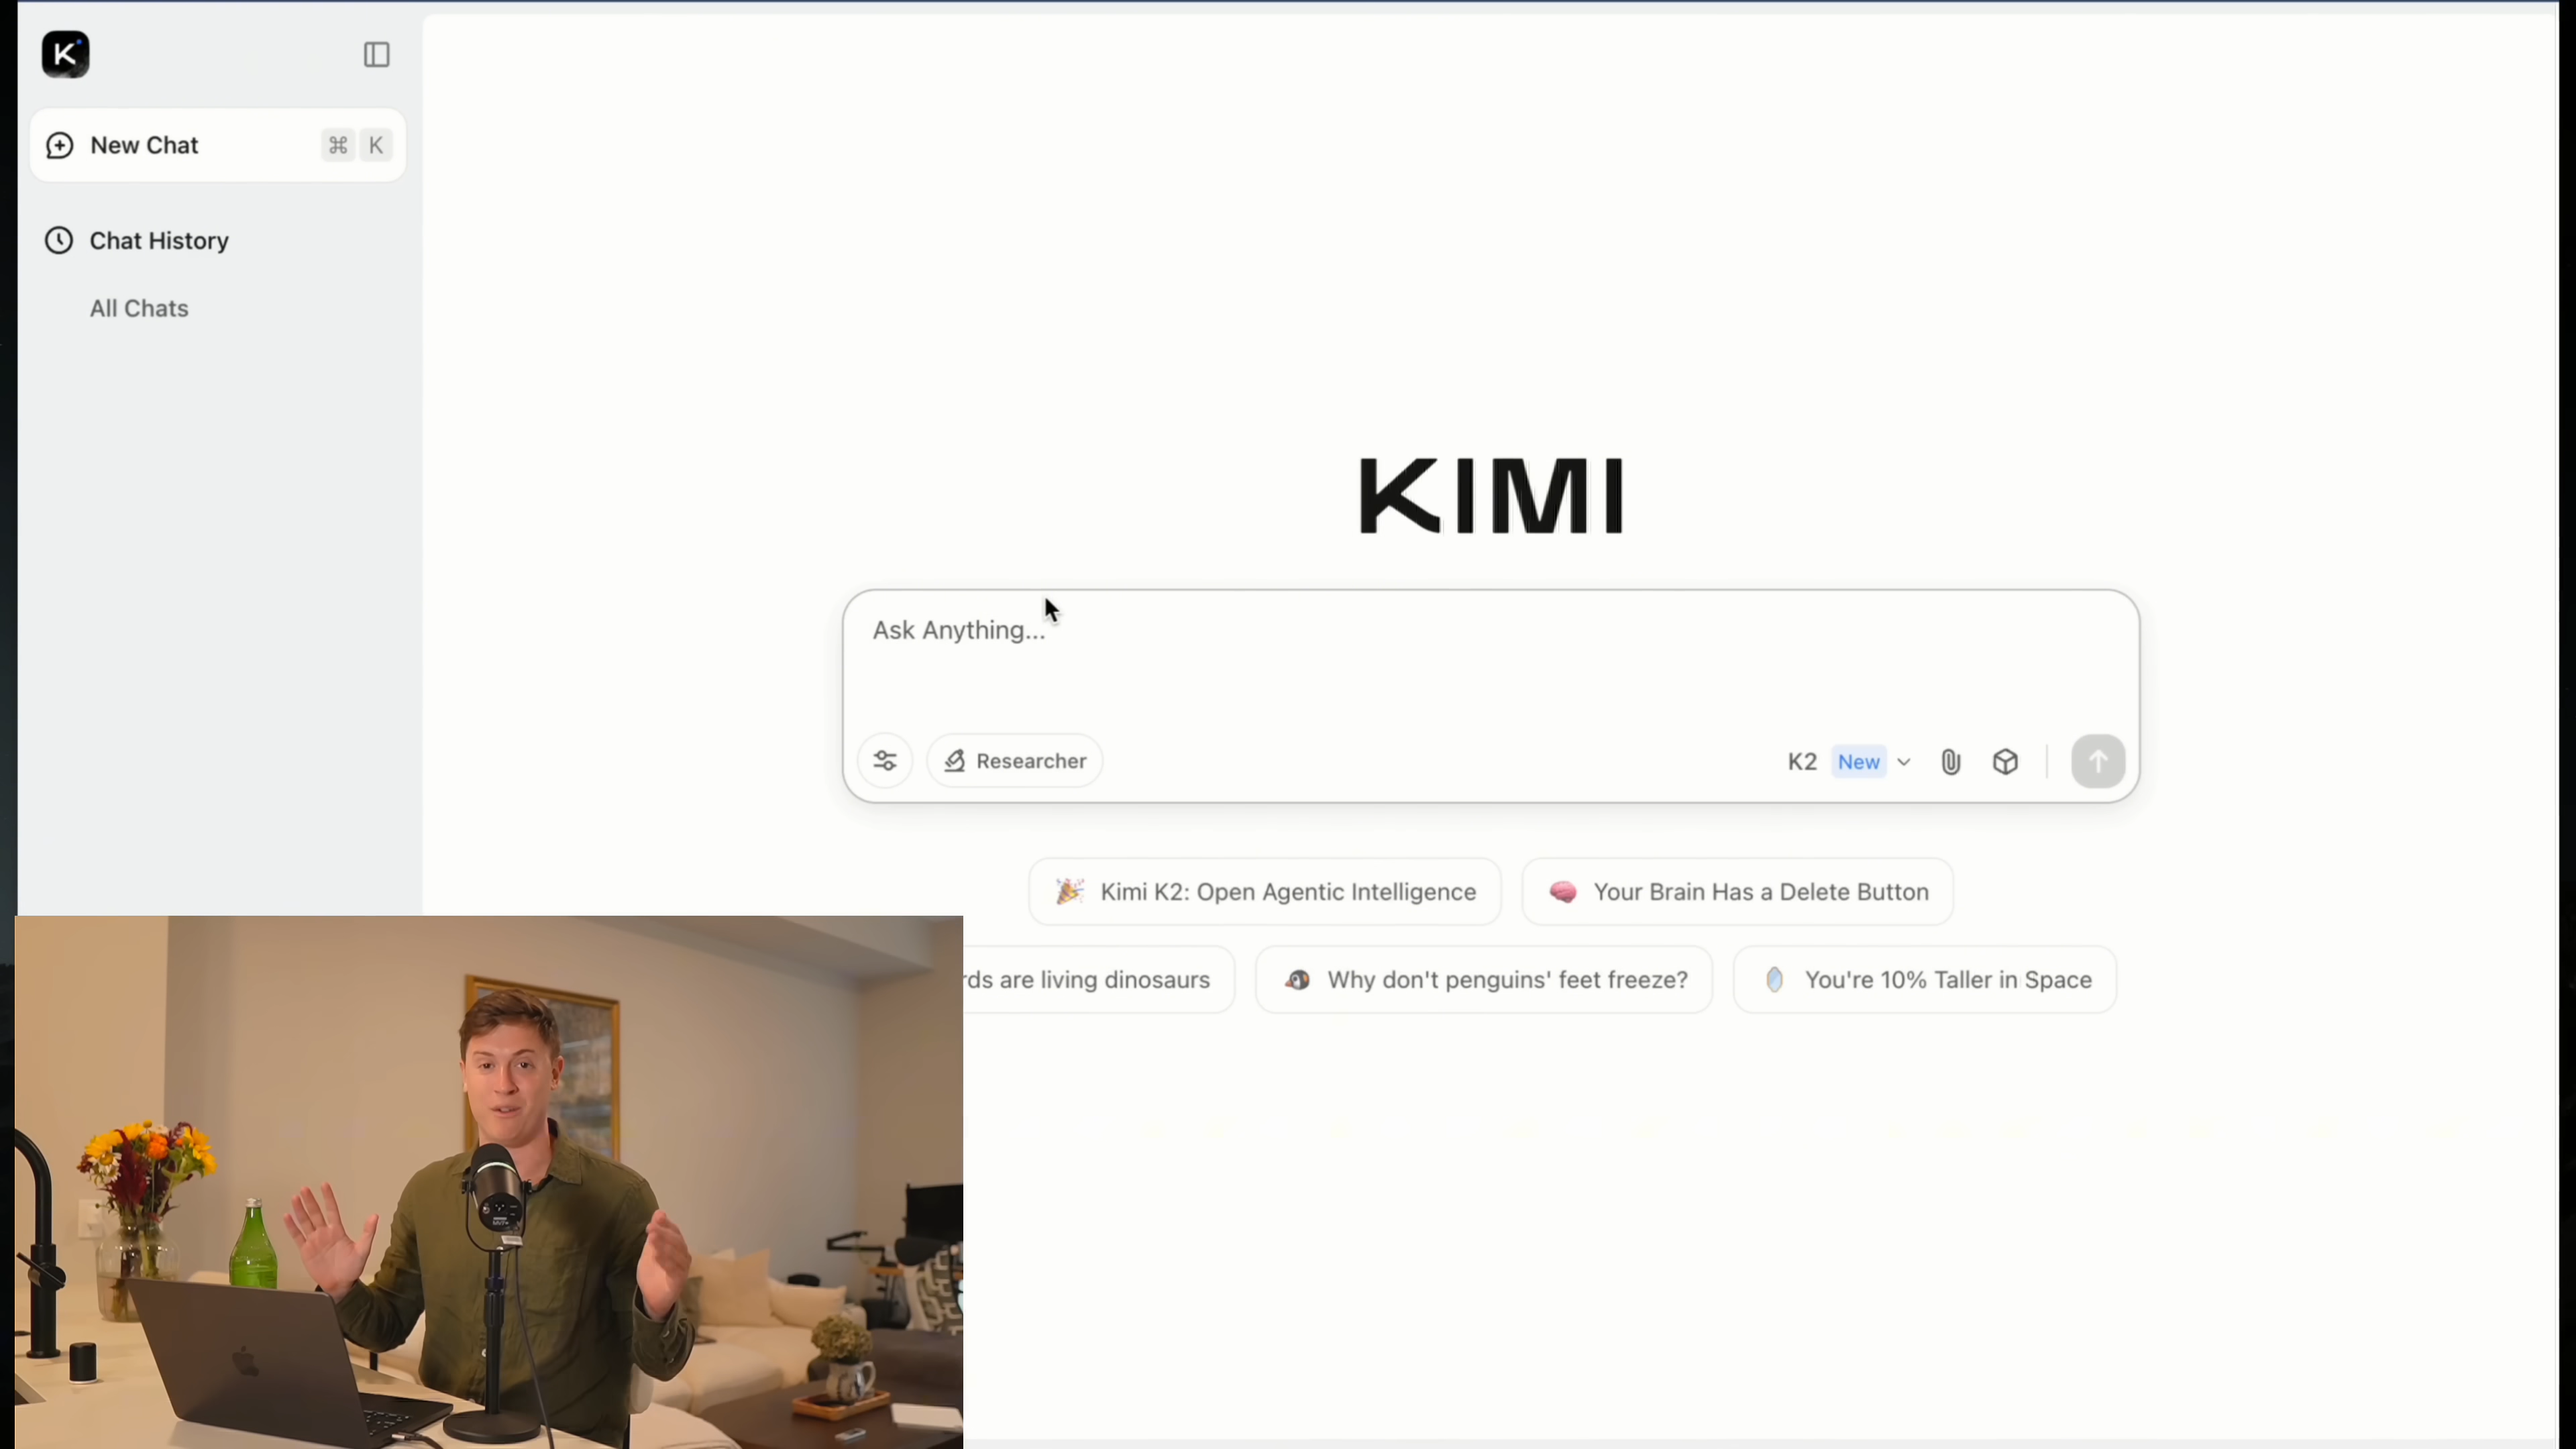 K
New Chat ⌘ K
Chat History
All Chats
KIMI
Ask Anything...
Researcher K2 New
Kimi K2: Open Agentic Intelligence
Your Brain Has a Delete Button
rds are living dinosaurs
Why don't penguins' feet freeze?
You're 10% Taller in Space